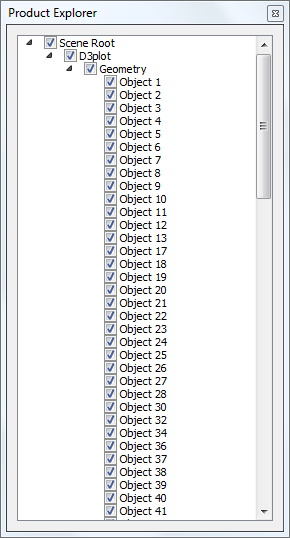 Product Explorer
Scene Root
D3plot
Geometry
Object 1
Object 2
Object 3
Object 4
Object 5
Object 6
Object 7
Object 8
Object 9
Object 10
Object 11
Object 12
Object 13
Object 17
Object 18
Object 19
Object 20
Object 21
Object 22
Object 23
Object 24
Object 25
Object 26
Object 27
Object 28
Object 30
Object 32
Object 34
Object 36
Object 37
Object 38
Object 39
Object 40
Object 41